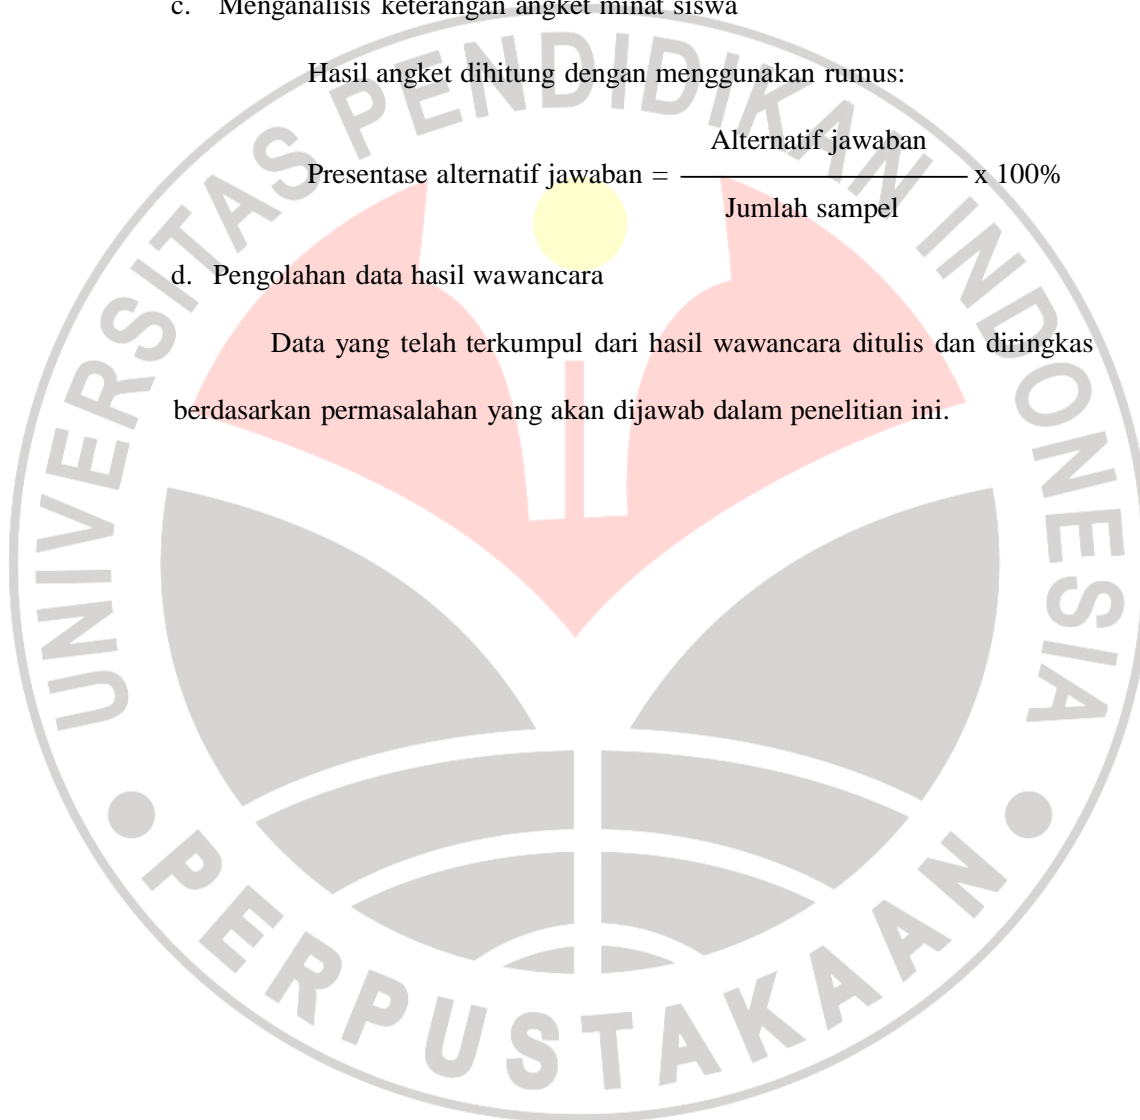 c. Menganalisis keterangan angket minat siswa
Hasil angket dihitung dengan menggunakan rumus:
Alternatif jawaban
Presentase alternatif jawaban = x 100%
Jumlah sampel
d. Pengolahan data hasil wawancara
Data yang telah terkumpul dari hasil wawancara ditulis dan diringkas
berdasarkan permasalahan yang akan dijawab dalam penelitian ini.
UNIVERSITAS PENDIDIKAN INDONESIA
PERPUSTAKAAN